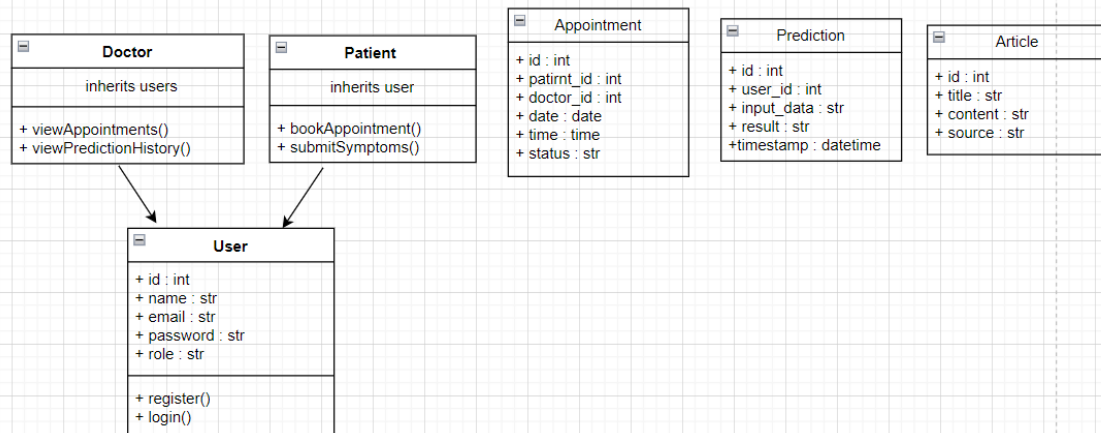 Doctor
inherits users
+ viewAppointments()
+ viewPredictionHistory()
Patient
inherits user
+ bookAppointment()
+ submitSymptoms()
Appointment
+ id : int
+ patirnt_id : int
+ doctor_id : int
+ date : date
+ time : time
+ status : str
Prediction
+ id : int
+ user_id : int
+ input_data : str
+ result : str
+timestamp : datetime
Article
+ id : int
+ title : str
+ content : str
+ source : str
User
+ id : int
+ name : str
+ email : str
+ password : str
+ role : str
+ register()
+ login()